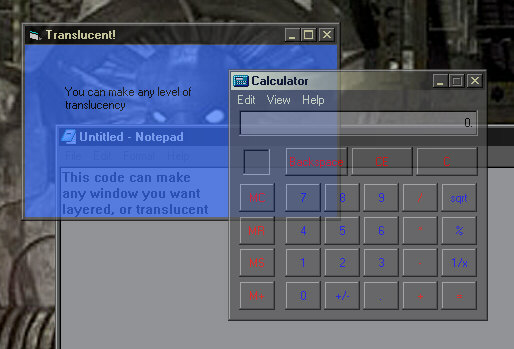 Translucent!
You can make any level of
translucency
Untitled - Notepad
File Edit Format Help
This code can make
any window you want
layered, or translucent
Calculator
Edit View Help
0.
Backspace CE C
MC 7 8 9 / sqrt
MR 4 5 6 * %
MS 1 2 3 - 1/x
M+ 0 +/- . + =